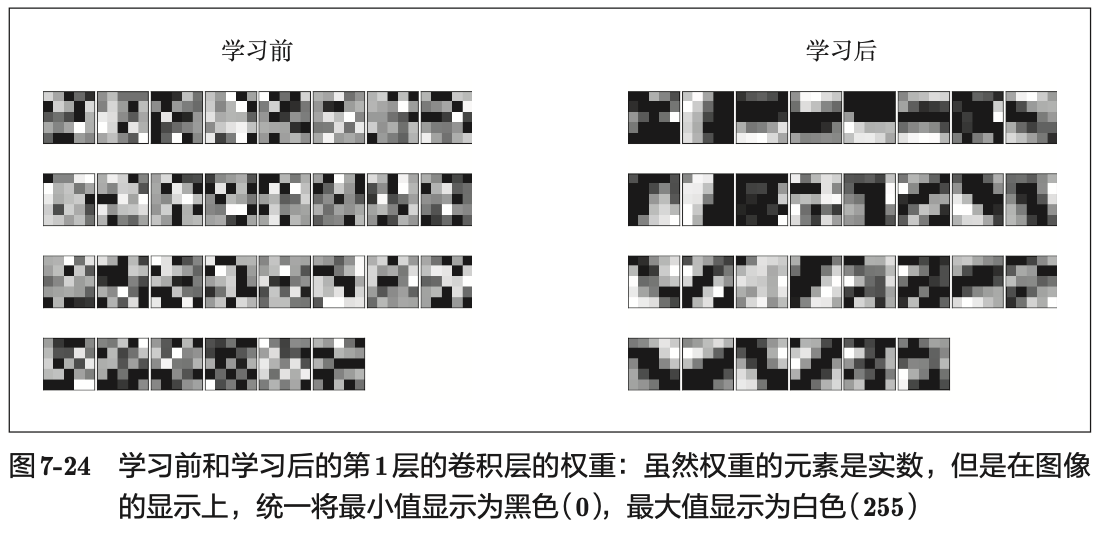 学习前 学习后
图7-24 学习前和学习后的第1层的卷积层的权重：虽然权重的元素是实数，但是在图像
的显示上，统一将最小值显示为黑色（0），最大值显示为白色（255）